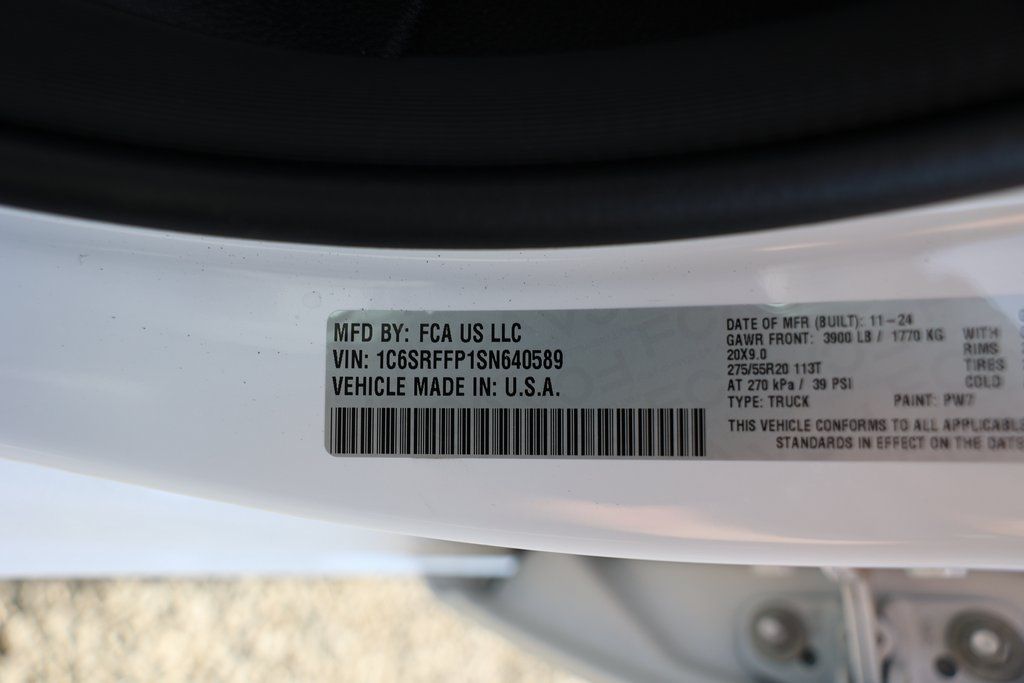 MFD BY: FCA US LLC
VIN: 1C6SRFFP1SN640589
VEHICLE MADE IN: U.S.A.
DATE OF MFR (BUILT): 11-24
GAWR FRONT: 3900 LB / 1770 KG WITH
20X9.0 RIMS
275/55R20 113T TIRES
AT 270 kPa / 39 PSI COLD
TYPE: TRUCK PAINT: PW7
THIS VEHICLE CONFORMS TO ALL APPLICABLE
STANDARDS IN EFFECT ON THE DATE